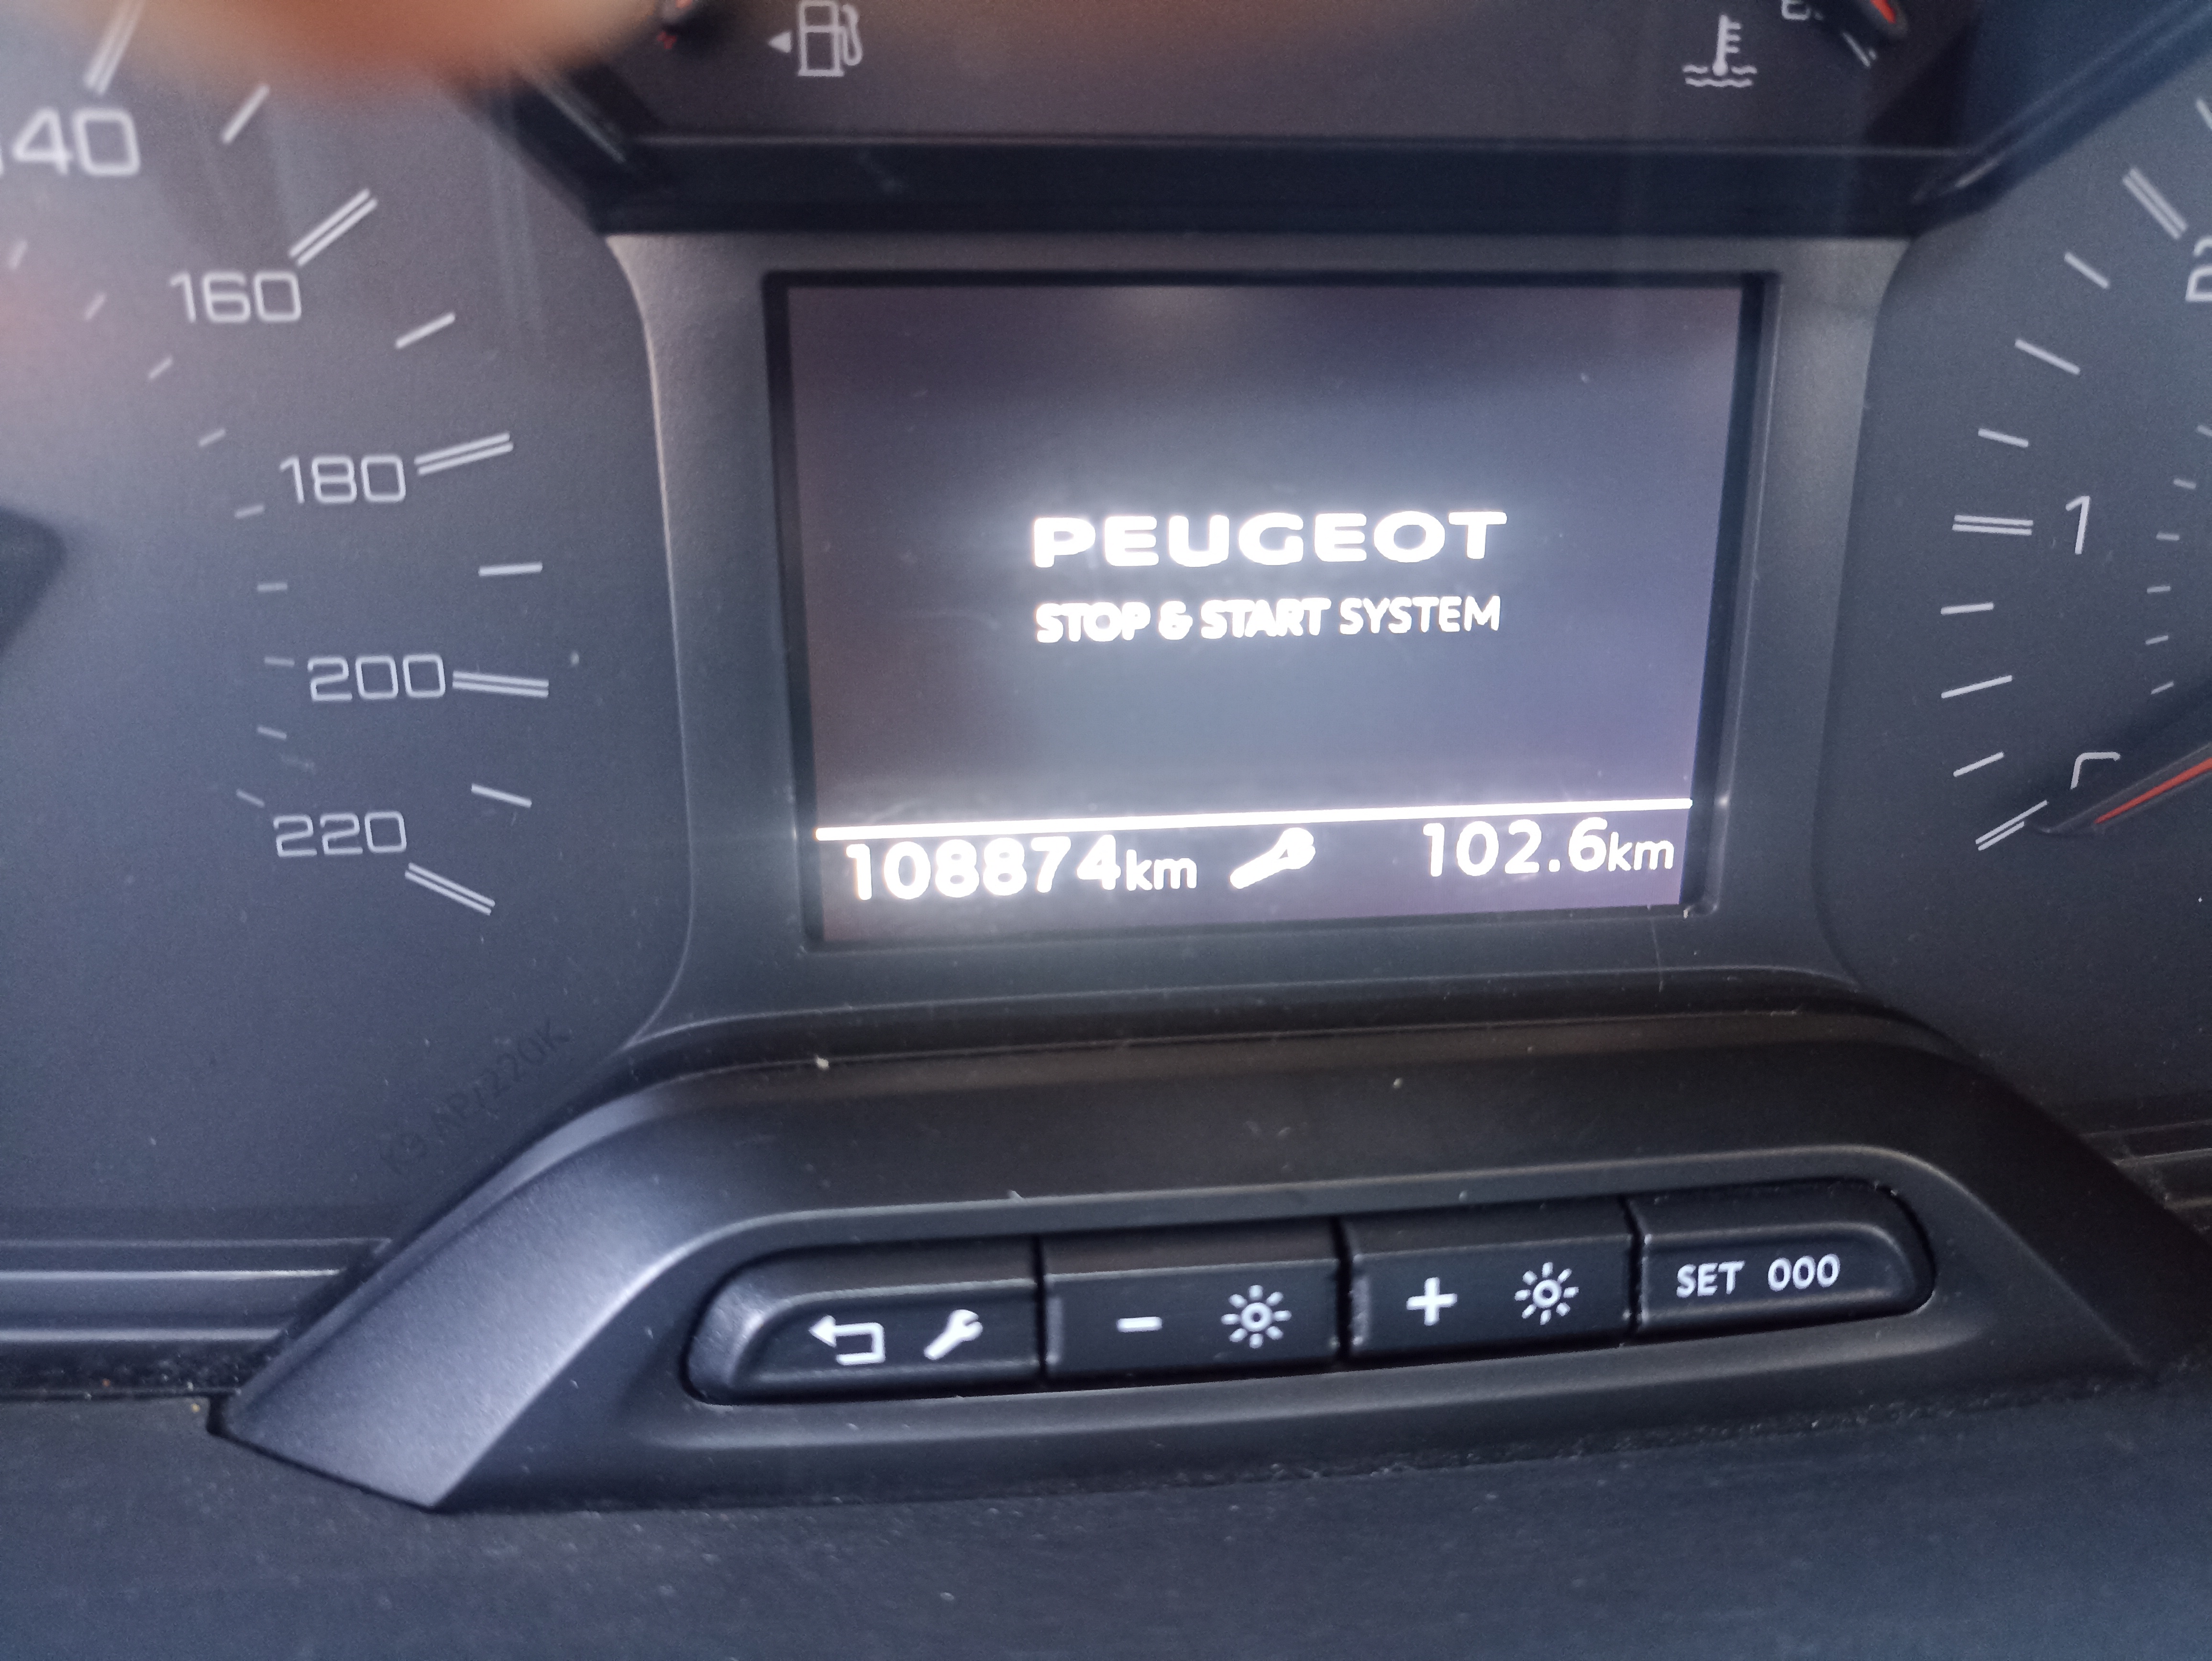 140
160
180
200
220
PEUGEOT
STOP & START SYSTEM
108874km 102.6km
1
- + SET 000